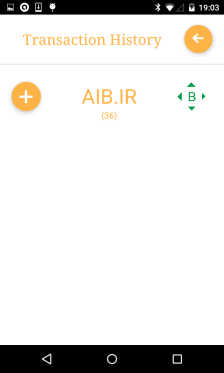 19:03
Transaction History
AIB.IR
(36)
B